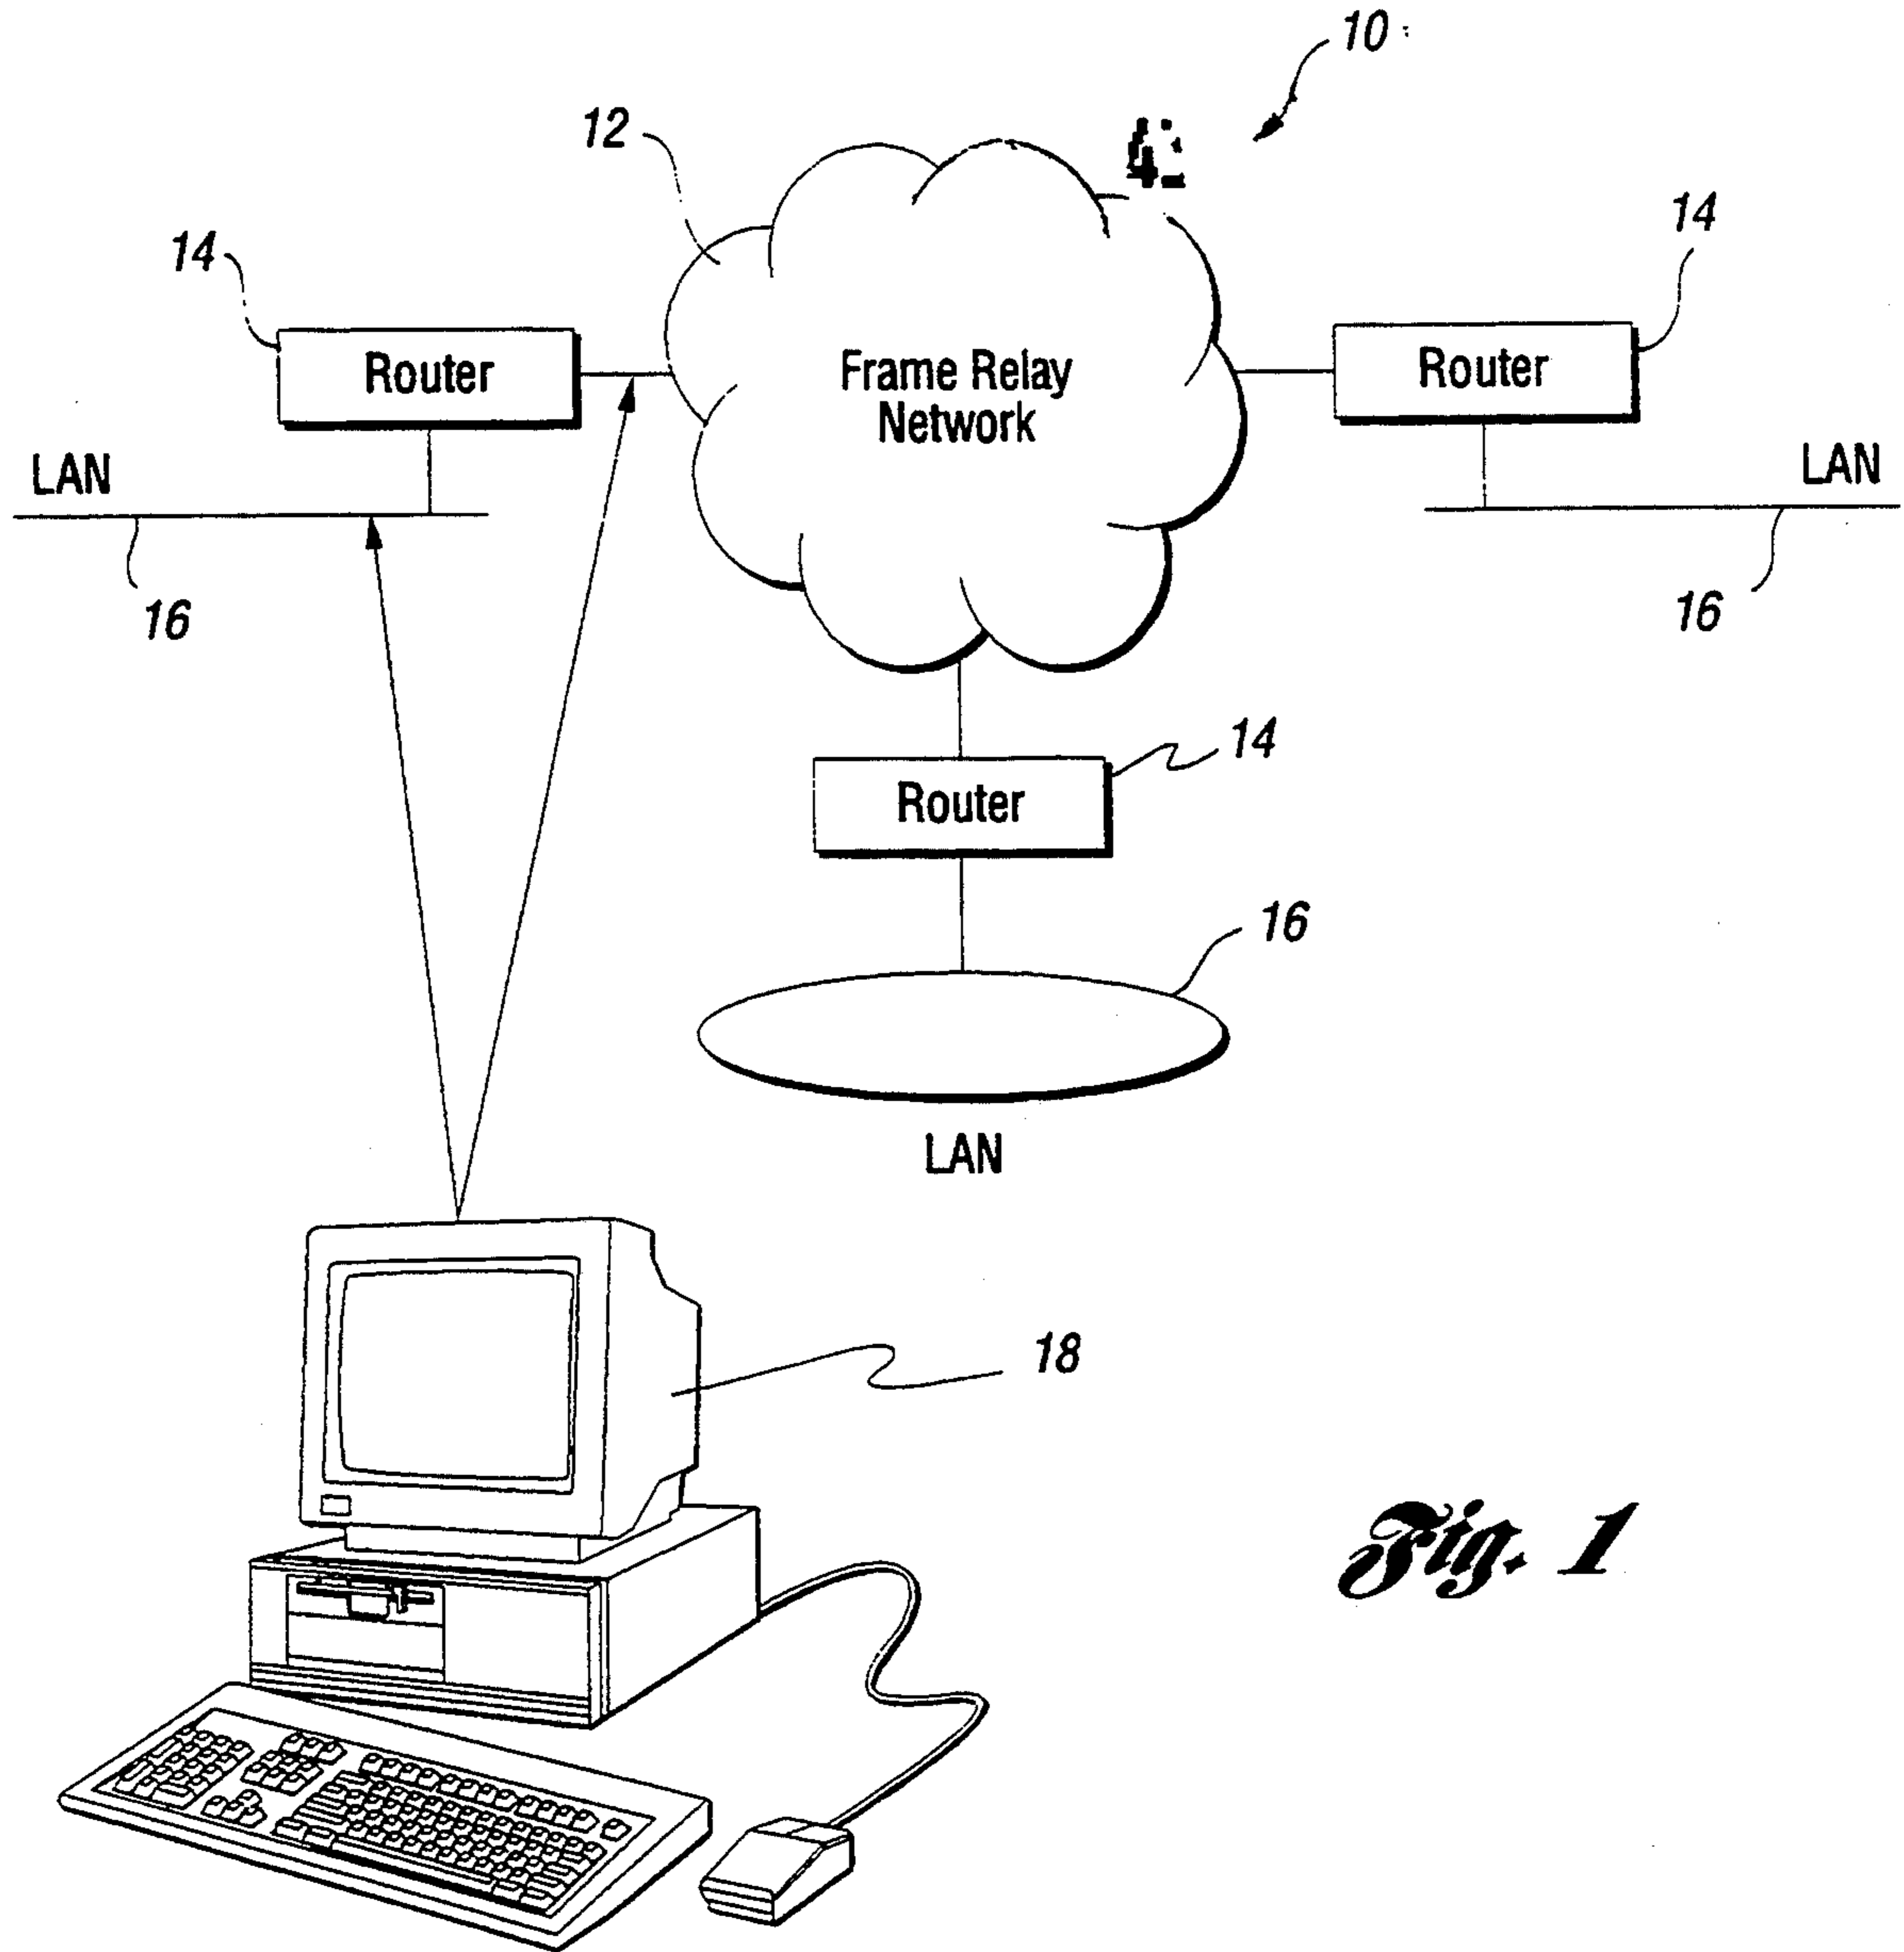 10
12
14
14
Router
Frame Relay
Network
Router
LAN
LAN
16
16
14
Router
16
LAN
18
Fig. 1